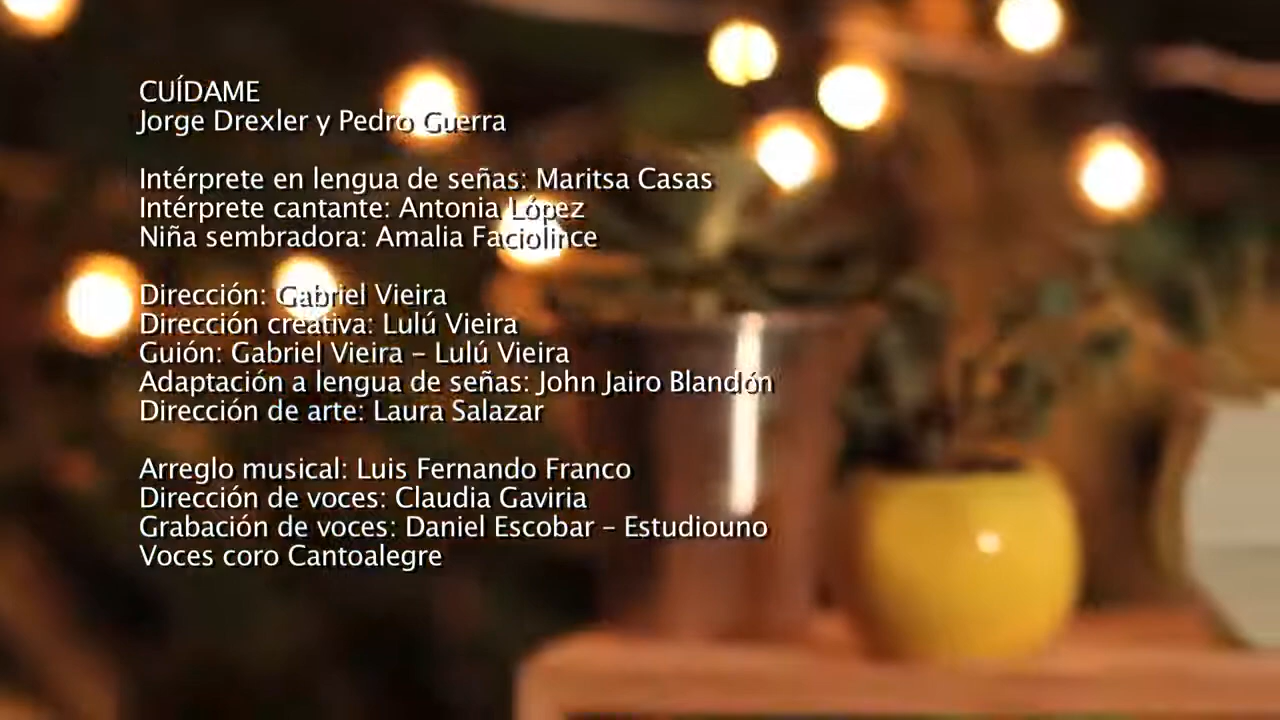 CUÍDAME
Jorge Drexler y Pedro Guerra
Intérprete en lengua de señas: Maritsa Casas
Intérprete cantante: Antonia López
Niña sembradora: Amalia Faciolince
Dirección: Gabriel Vieira
Dirección creativa: Lulú Vieira
Guión: Gabriel Vieira – Lulú Vieira
Adaptación a lengua de señas: John Jairo Blandón
Dirección de arte: Laura Salazar
Arreglo musical: Luis Fernando Franco
Dirección de voces: Claudia Gaviria
Grabación de voces: Daniel Escobar – Estudiouno
Voces coro Cantoalegre